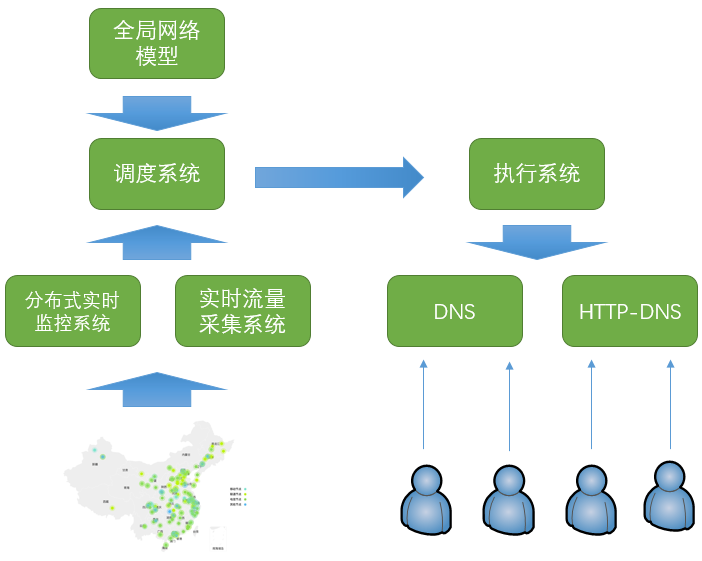 全局网络
模型
调度系统
执行系统
分布式实时
监控系统
实时流量
采集系统
DNS
HTTP-DNS